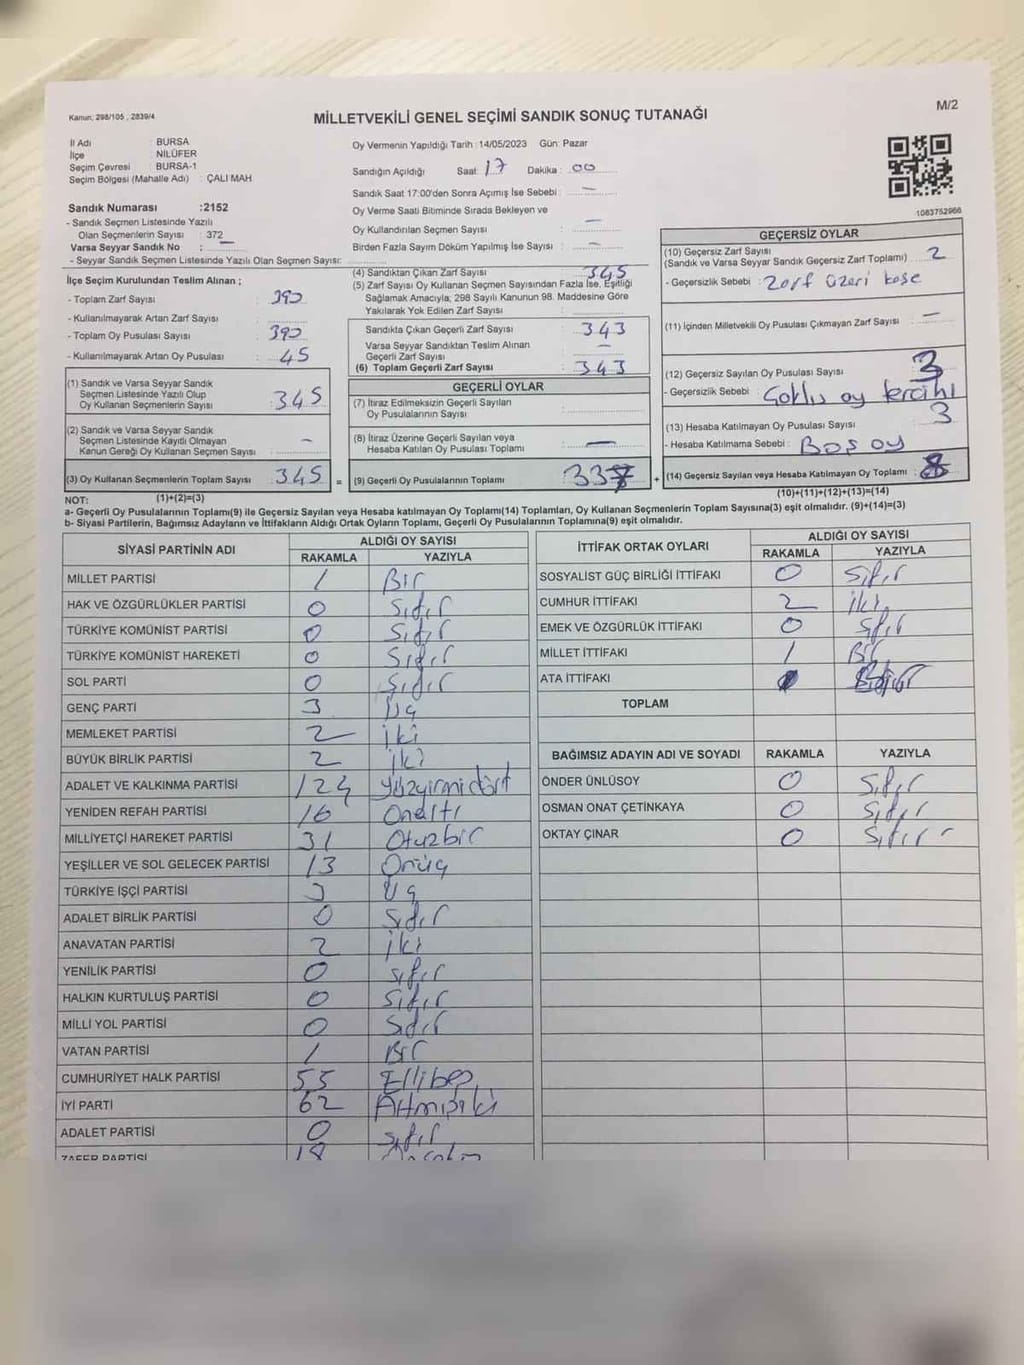 Kanun, 298/105 , 2839/4
MİLLETVEKİLİ GENEL SEÇİMİ SANDIK SONUÇ TUTANAĞI
M/2
İl Adı : BURSA
İlçe : NİLÜFER
Seçim Çevresi : BURSA-1
Seçim Bölgesi (Mahalle Adı) : ÇALI MAH
Sandık Numarası :2152
- Sandık Seçmen Listesinde Yazılı
Olan Seçmenlerin Sayısı : 372
Varsa Seyyar Sandık No : —
- Seyyar Sandık Seçmen Listesinde Yazılı Olan Seçmen Sayısı:
Oy Vermenin Yapıldığı Tarih :14/05/2023 Gün: Pazar
Sandığın Açıldığı Saat: 17 Dakika : 00
Sandık Saat 17:00'den Sonra Açımış İse Sebebi : —
Oy Verme Saati Bitiminde Sırada Bekleyen ve
Oy Kullandırılan Seçmen Sayısı : —
Birden Fazla Sayım Döküm Yapılmış İse Sayısı : —
1083752966
İlçe Seçim Kurulundan Teslim Alınan ;
- Toplam Zarf Sayısı : 390
- Kullanılmayarak Artan Zarf Sayısı :
- Toplam Oy Pusulası Sayısı : 390
- Kullanılmayarak Artan Oy Pusulası : 45
(1) Sandık ve Varsa Seyyar Sandık
Seçmen Listesinde Yazılı Olup
Oy Kullanan Seçmenlerin Sayısı : 345
(2) Sandık ve Varsa Seyyar Sandık
Seçmen Listesinde Kayıtlı Olmayan
Kanun Gereği Oy Kullanan Seçmen Sayısı : —
(3) Oy Kullanan Seçmenlerin Toplam Sayısı : 345
(4) Sandıktan Çıkan Zarf Sayısı : 345
(5) Zarf Sayısı Oy Kullanan Seçmen Sayısından Fazla İse, Eşitliği
Sağlamak Amacıyla; 298 Sayılı Kanunun 98. Maddesine Göre
Yakılarak Yok Edilen Zarf Sayısı :
Sandıkta Çıkan Geçerli Zarf Sayısı : 343
Varsa Seyyar Sandıktan Teslim Alınan
Geçerli Zarf Sayısı : —
(6) Toplam Geçerli Zarf Sayısı : 343
GEÇERLİ OYLAR
(7) İtiraz Edilmeksizin Geçerli Sayılan
Oy Pusulalarının Sayısı :
(8) İtiraz Üzerine Geçerli Sayılan veya
Hesaba Katılan Oy Pusulası Toplamı : —
= (9) Geçerli Oy Pusulalarının Toplamı : 337 +
GEÇERSİZ OYLAR
(10) Geçersiz Zarf Sayısı
(Sandık ve Varsa Seyyar Sandık Geçersiz Zarf Toplamı) : 2
- Geçersizlik Sebebi : Zarf üzeri kaşe
(11) İçinden Milletvekili Oy Pusulası Çıkmayan Zarf Sayısı : —
(12) Geçersiz Sayılan Oy Pusulası Sayısı : 3
- Geçersizlik Sebebi : Çoklu oy tercihi
(13) Hesaba Katılmayan Oy Pusulası Sayısı : 3
- Hesaba Katılmama Sebebi : Boş oy
(14) Geçersiz Sayılan veya Hesaba Katılmayan Oy Toplamı : 8
NOT: (1)+(2)=(3)
(10)+(11)+(12)+(13)=(14)
a- Geçerli Oy Pusulalarının Toplamı(9) ile Geçersiz Sayılan veya Hesaba katılmayan Oy Toplamı(14) Toplamları, Oy Kullanan Seçmenlerin Toplam Sayısına(3) eşit olmalıdır. (9)+(14)=(3)
b- Siyasi Partilerin, Bağımsız Adayların ve İttifakların Aldığı Ortak Oyların Toplamı, Geçerli Oy Pusulalarının Toplamına(9) eşit olmalıdır.
SİYASİ PARTİNİN ADI ALDIĞI OY SAYISI
RAKAMLA YAZIYLA
MİLLET PARTİSİ 1 Bir
HAK VE ÖZGÜRLÜKLER PARTİSİ 0 Sıfır
TÜRKİYE KOMÜNİST PARTİSİ 0 Sıfır
TÜRKİYE KOMÜNİST HAREKETİ 0 Sıfır
SOL PARTİ 0 Sıfır
GENÇ PARTİ 3 Üç
MEMLEKET PARTİSİ 2 İki
BÜYÜK BİRLİK PARTİSİ 2 İki
ADALET VE KALKINMA PARTİSİ 124 Yüzyirmidört
YENİDEN REFAH PARTİSİ 16 Onaltı
MİLLİYETÇİ HAREKET PARTİSİ 31 Otuzbir
YEŞİLLER VE SOL GELECEK PARTİSİ 13 Onüç
TÜRKİYE İŞÇİ PARTİSİ 3 Üç
ADALET BİRLİK PARTİSİ 0 Sıfır
ANAVATAN PARTİSİ 2 İki
YENİLİK PARTİSİ 0 Sıfır
HALKIN KURTULUŞ PARTİSİ 0 Sıfır
MİLLİ YOL PARTİSİ 0 Sıfır
VATAN PARTİSİ 1 Bir
CUMHURİYET HALK PARTİSİ 55 Ellibeş
İYİ PARTİ 62 Altmışiki
ADALET PARTİSİ 0 Sıfır
ZAFER PARTİSİ 18
İTTİFAK ORTAK OYLARI ALDIĞI OY SAYISI
RAKAMLA YAZIYLA
SOSYALİST GÜÇ BİRLİĞİ İTTİFAKI 0 Sıfır
CUMHUR İTTİFAKI 2 İki
EMEK VE ÖZGÜRLÜK İTTİFAKI 0 Sıfır
MİLLET İTTİFAKI 1 Bir
ATA İTTİFAKI
TOPLAM
BAĞIMSIZ ADAYIN ADI VE SOYADI RAKAMLA YAZIYLA
ÖNDER ÜNLÜSOY 0 Sıfır
OSMAN ONAT ÇETİNKAYA 0 Sıfır
OKTAY ÇINAR 0 Sıfır